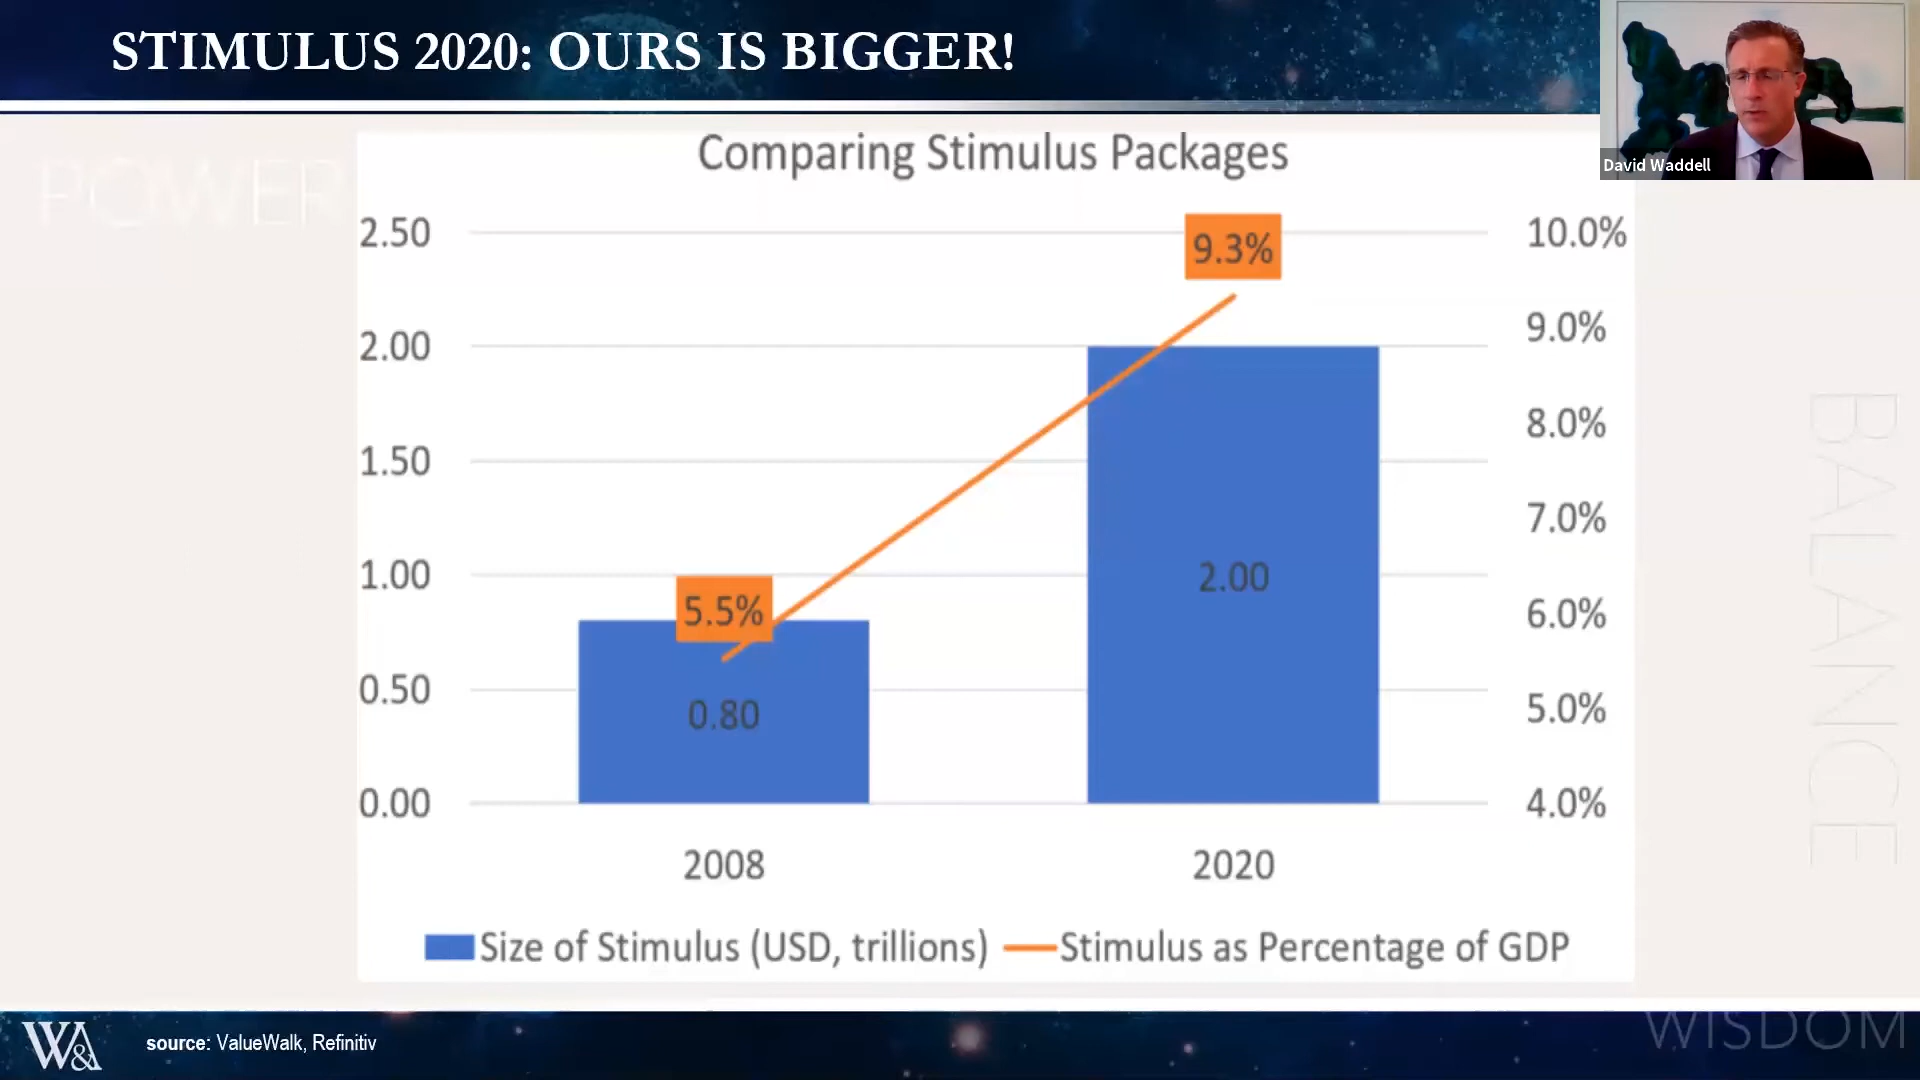 STIMULUS 2020: OURS IS BIGGER!
David Waddell
POWER
Comparing Stimulus Packages
2.50
2.00
1.50
1.00
0.50
0.00
10.0%
9.0%
8.0%
7.0%
6.0%
5.0%
4.0%
9.3%
5.5%
2.00
0.80
2008
2020
Size of Stimulus (USD, trillions)
Stimulus as Percentage of GDP
BALANCE
WISDOM
W&A
source: ValueWalk, Refinitiv